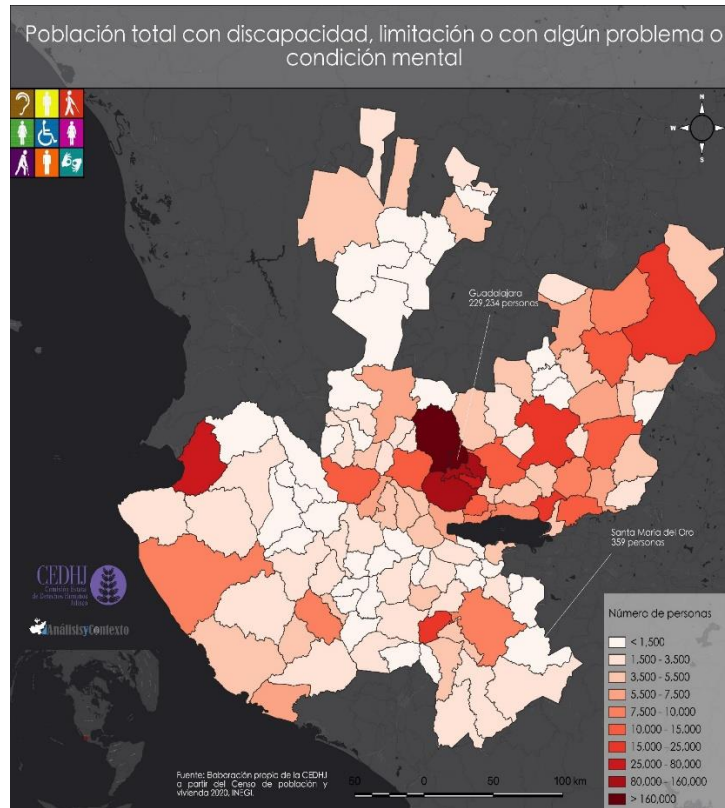 Población total con discapacidad, limitación o con algún problema o
condición mental
N
W
E
S
Guadalajara
229,234 personas
Santa María del Oro
359 personas
CEDHJ
Comisión Estatal
de Derechos Humanos
Jalisco
AnálisisyContexto
Número de personas
< 1,500
1,500 - 3,500
3,500 - 5,500
5,500 - 7,500
7,500 - 10,000
10,000 - 15,000
15,000 - 25,000
25,000 - 80,000
80,000 - 160,000
> 160,000
Fuente: Elaboración propia de la CEDHJ
a partir del Censo de población y
vivienda 2020, INEGI.
50 0 50 100 km